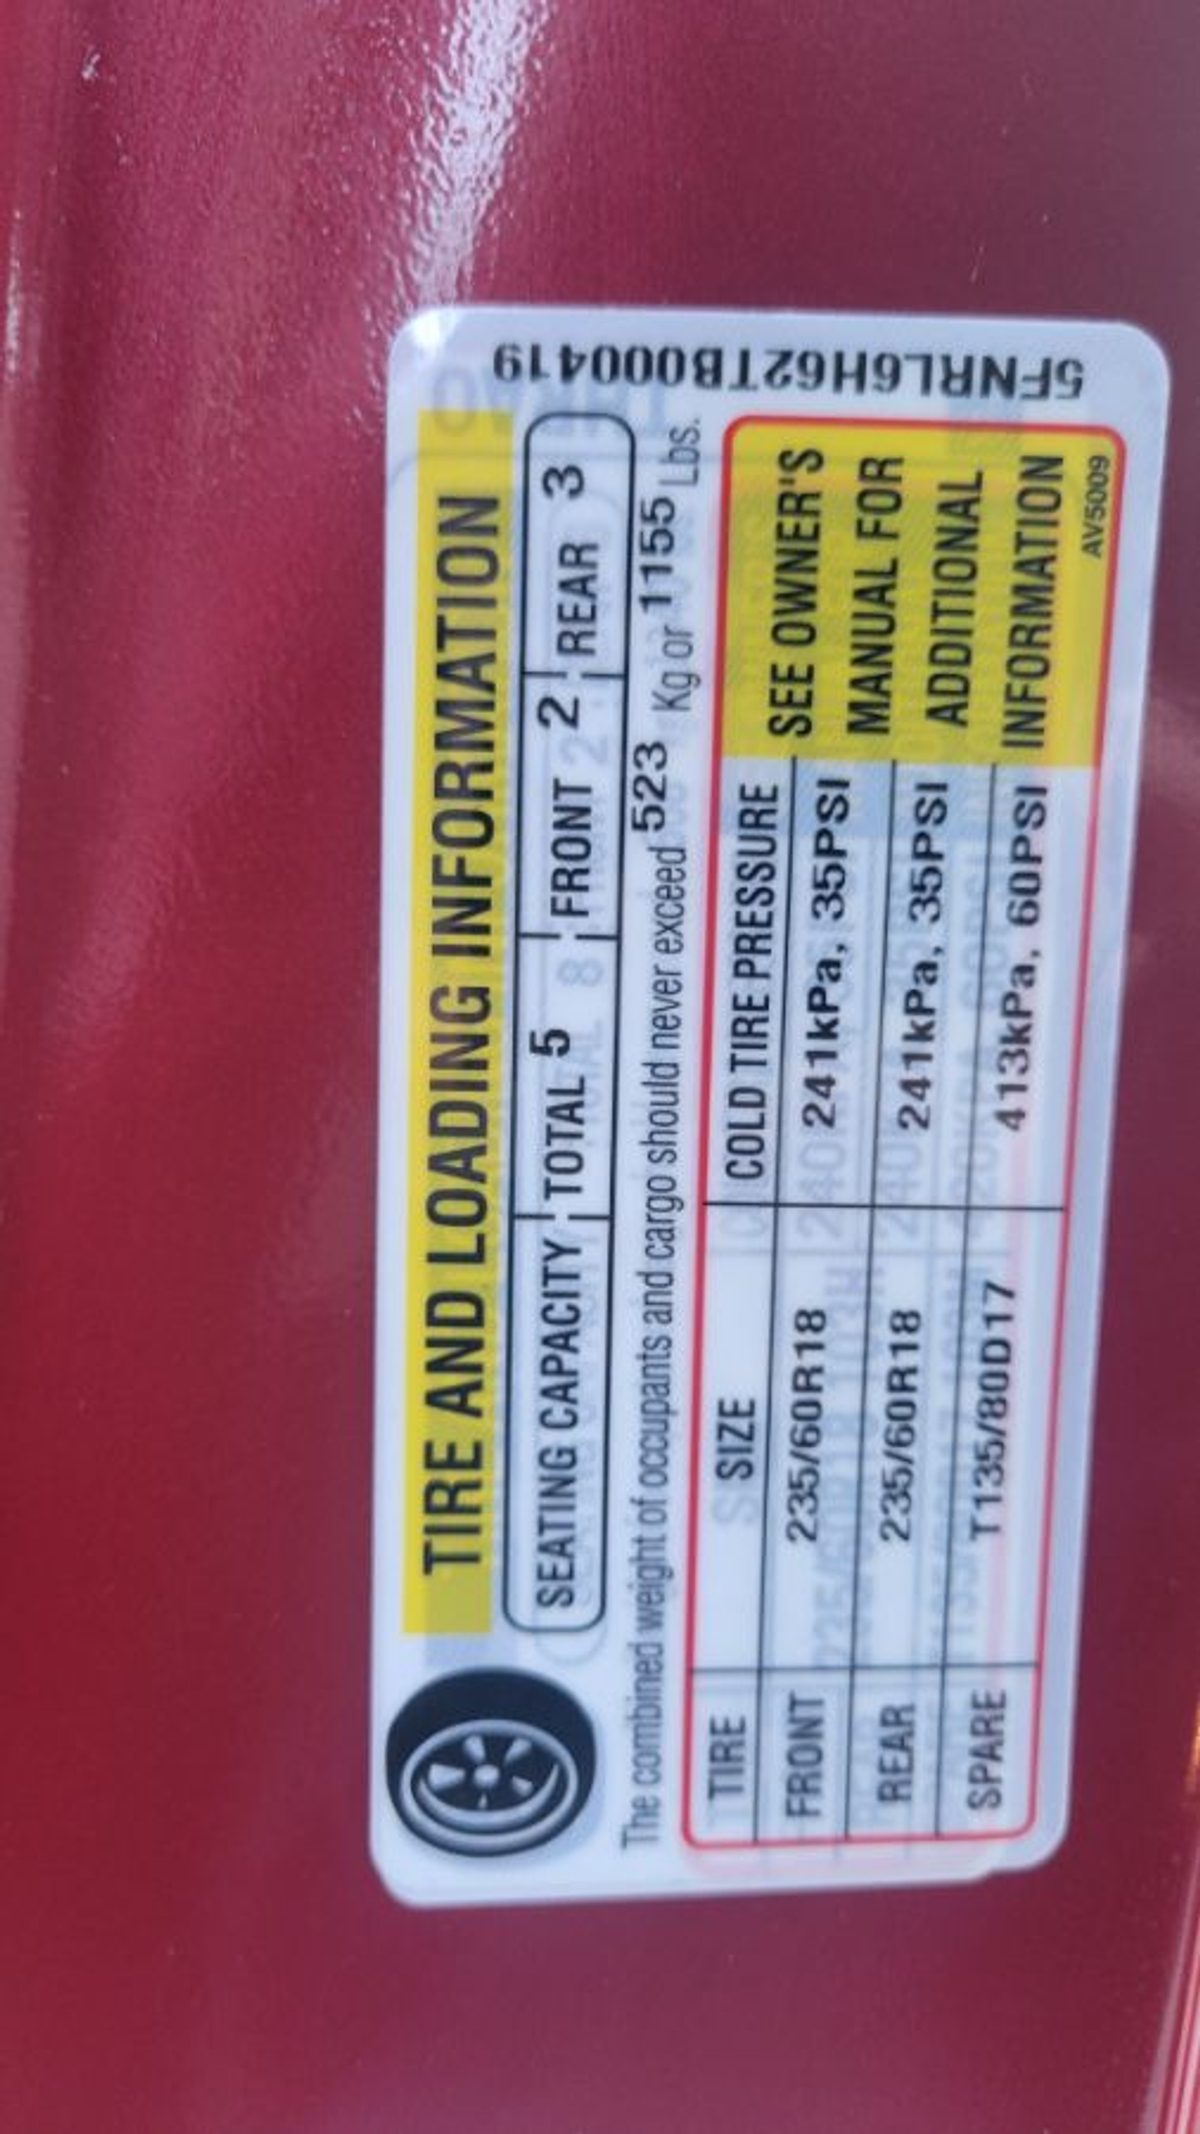 TIRE AND LOADING INFORMATION
SEATING CAPACITY TOTAL 5 FRONT 2 REAR 3
The combined weight of occupants and cargo should never exceed 523 Kg or 1155 Lbs.
TIRE SIZE COLD TIRE PRESSURE
FRONT 235/60R18 241kPa, 35PSI
REAR 235/60R18 241kPa, 35PSI
SPARE T135/80D17 413kPa, 60PSI
SEE OWNER'S
MANUAL FOR
ADDITIONAL
INFORMATION
AV5009
5FNRL6H62TB000419